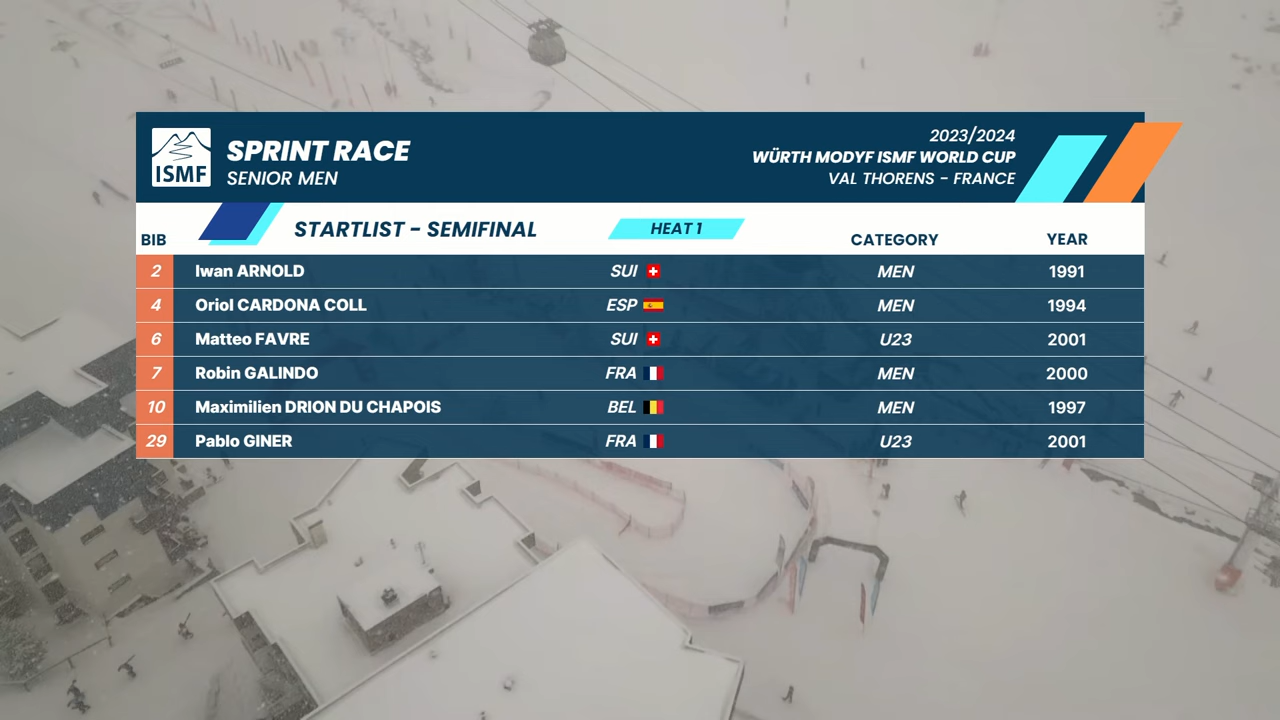 ISMF
SPRINT RACE
SENIOR MEN
2023/2024
WÜRTH MODYF ISMF WORLD CUP
VAL THORENS - FRANCE
BIB STARTLIST - SEMIFINAL HEAT 1 CATEGORY YEAR
2 Iwan ARNOLD SUI MEN 1991
4 Oriol CARDONA COLL ESP MEN 1994
6 Matteo FAVRE SUI U23 2001
7 Robin GALINDO FRA MEN 2000
10 Maximilien DRION DU CHAPOIS BEL MEN 1997
29 Pablo GINER FRA U23 2001